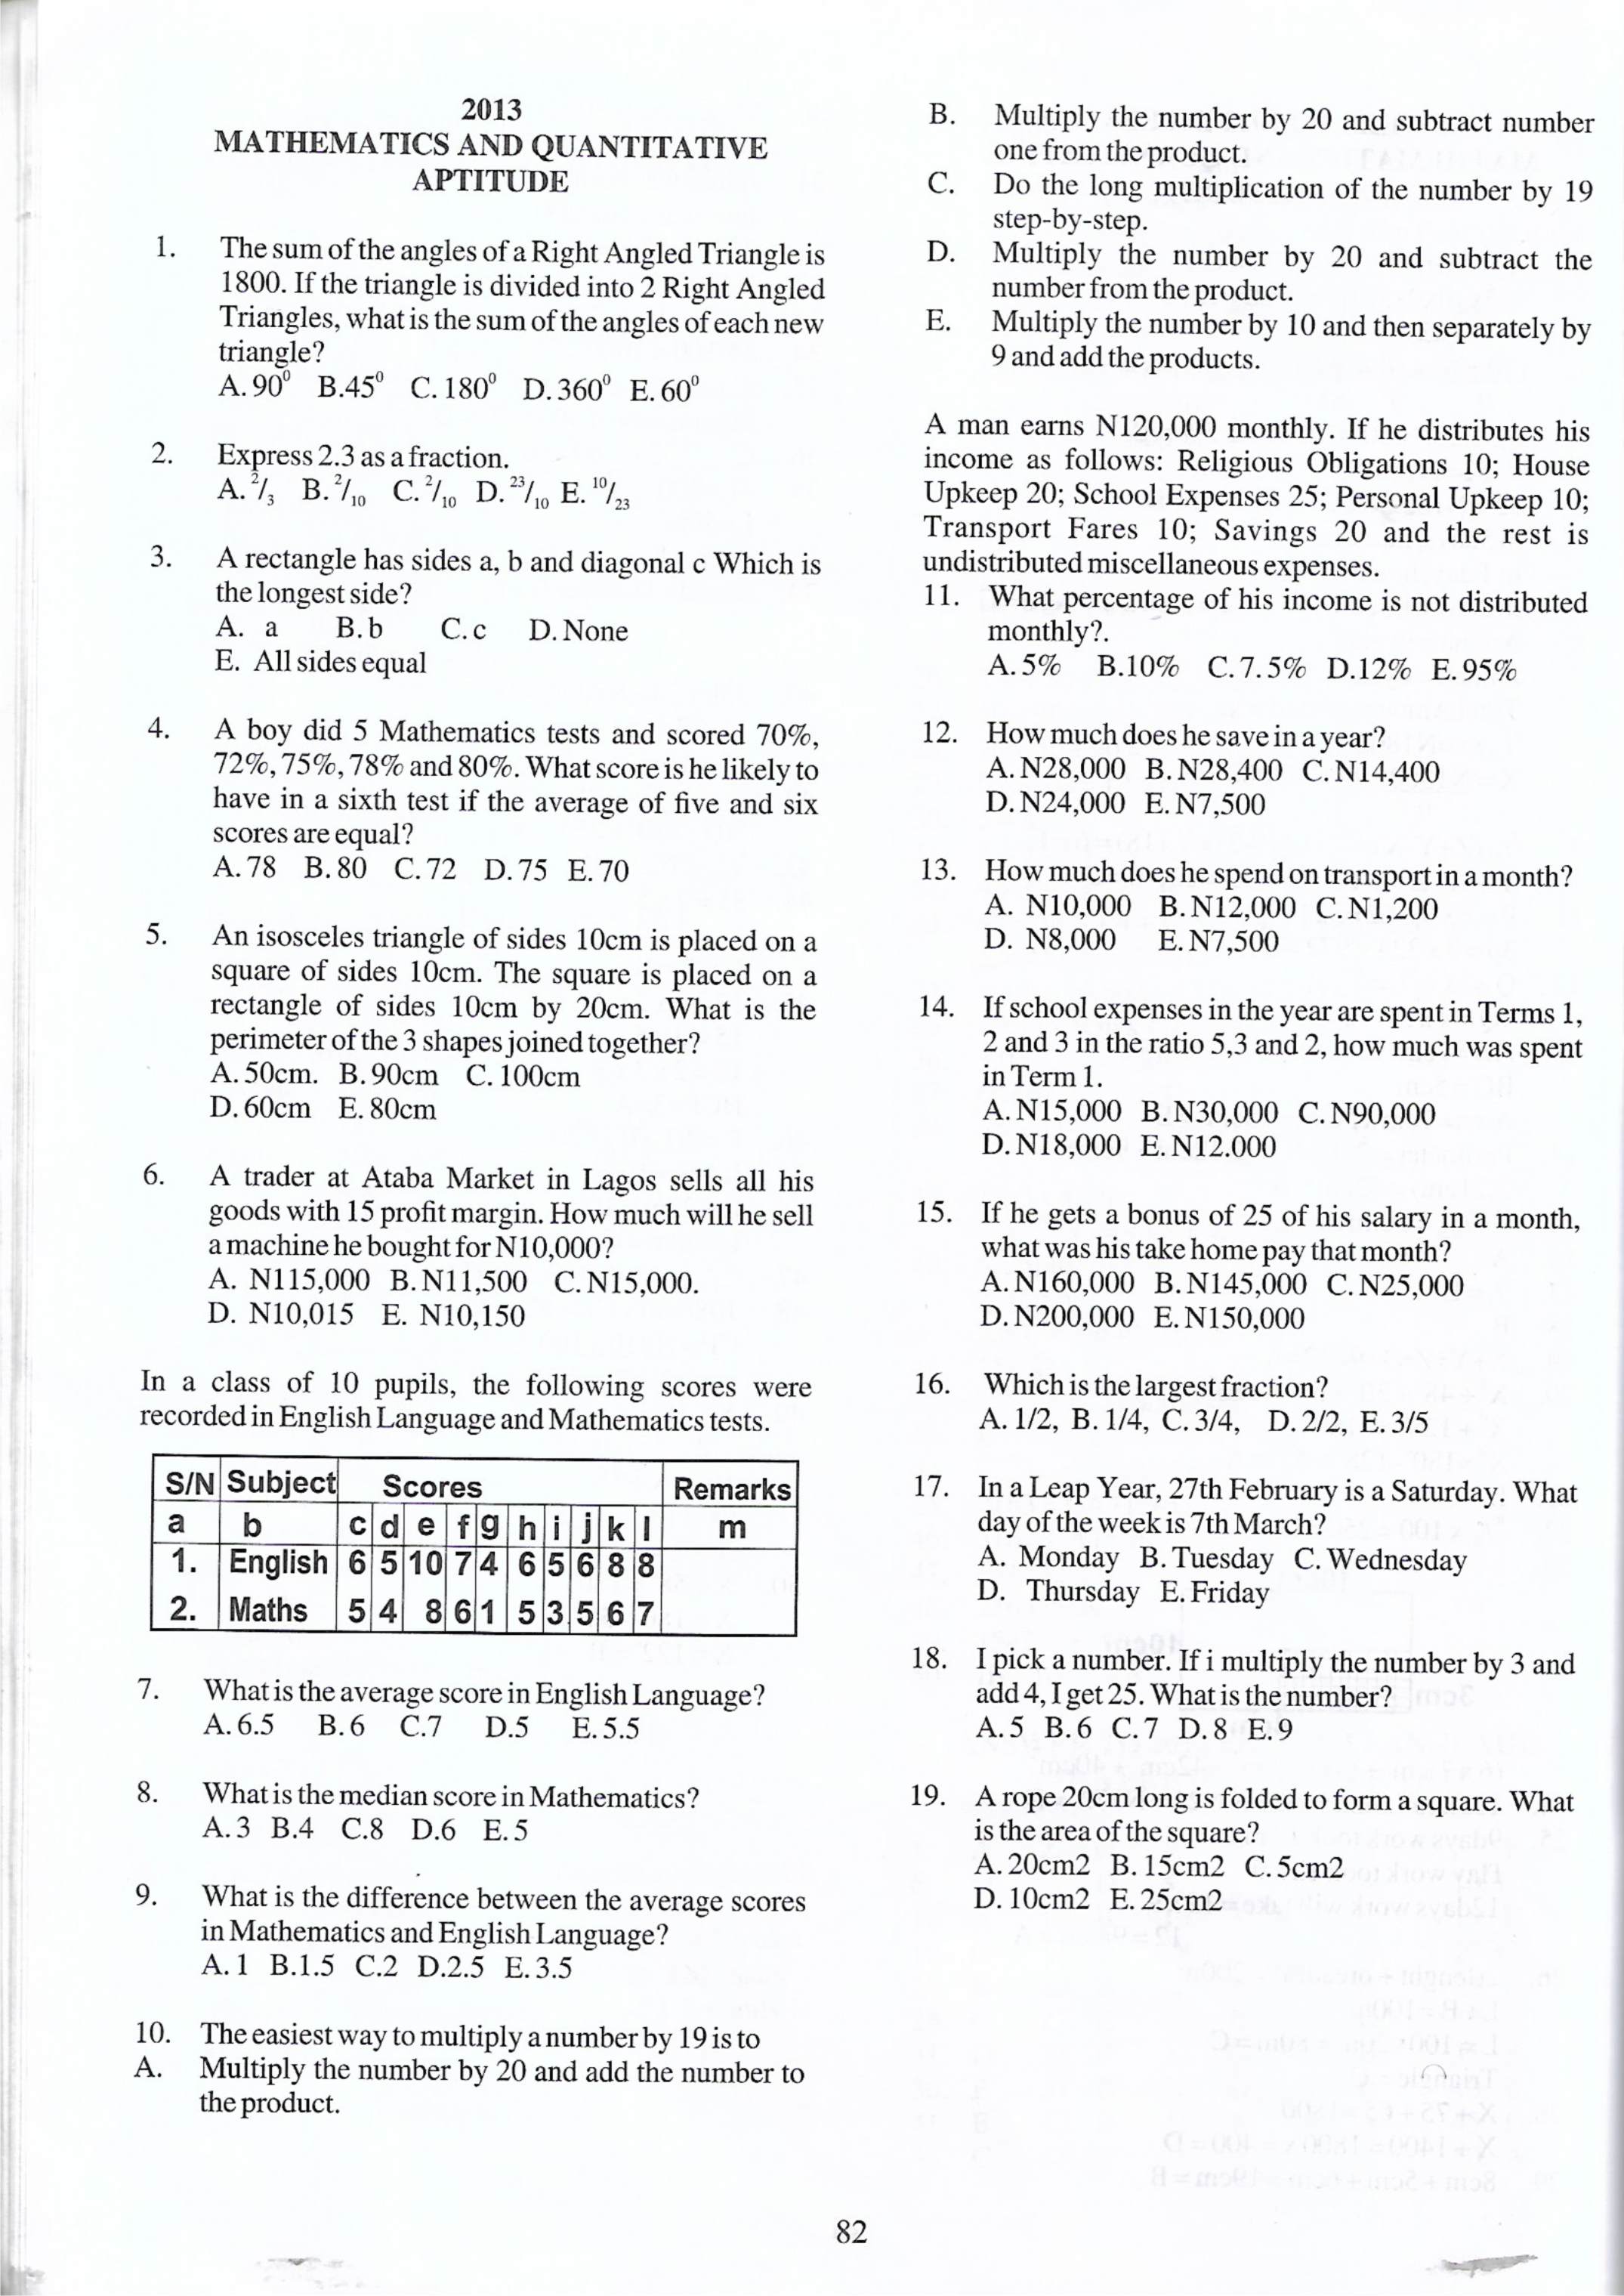 2013
MATHEMATICS AND QUANTITATIVE
APTITUDE
1. The sum of the angles of a Right Angled Triangle is
1800. If the triangle is divided into 2 Right Angled
Triangles, what is the sum of the angles of each new
triangle?
A. 90⁰ B.45⁰ C. 180⁰ D. 360⁰ E. 60⁰
2. Express 2.3 as a fraction.
A. ²/₃ B. ²/₁₀ C. ²/₁₀ D. ²³/₁₀ E. ¹⁰/₂₃
3. A rectangle has sides a, b and diagonal c Which is
the longest side?
A. a B. b C. c D. None
E. All sides equal
4. A boy did 5 Mathematics tests and scored 70%,
72%, 75%, 78% and 80%. What score is he likely to
have in a sixth test if the average of five and six
scores are equal?
A. 78 B. 80 C. 72 D. 75 E. 70
5. An isosceles triangle of sides 10cm is placed on a
square of sides 10cm. The square is placed on a
rectangle of sides 10cm by 20cm. What is the
perimeter of the 3 shapes joined together?
A. 50cm. B. 90cm C. 100cm
D. 60cm E. 80cm
6. A trader at Ataba Market in Lagos sells all his
goods with 15 profit margin. How much will he sell
a machine he bought for N10,000?
A. N115,000 B. N11,500 C. N15,000.
D. N10,015 E. N10,150
In a class of 10 pupils, the following scores were
recorded in English Language and Mathematics tests.
S/N Subject Scores Remarks
a b c d e f g h i j k l m
1. English 6 5 10 7 4 6 5 6 8 8
2. Maths 5 4 8 6 1 5 3 5 6 7
7. What is the average score in English Language?
A. 6.5 B. 6 C.7 D.5 E. 5.5
8. What is the median score in Mathematics?
A. 3 B.4 C.8 D.6 E. 5
9. What is the difference between the average scores
in Mathematics and English Language?
A. 1 B.1.5 C.2 D.2.5 E. 3.5
10. The easiest way to multiply a number by 19 is to
A. Multiply the number by 20 and add the number to
the product.
B. Multiply the number by 20 and subtract number
one from the product.
C. Do the long multiplication of the number by 19
step-by-step.
D. Multiply the number by 20 and subtract the
number from the product.
E. Multiply the number by 10 and then separately by
9 and add the products.
A man earns N120,000 monthly. If he distributes his
income as follows: Religious Obligations 10; House
Upkeep 20; School Expenses 25; Personal Upkeep 10;
Transport Fares 10; Savings 20 and the rest is
undistributed miscellaneous expenses.
11. What percentage of his income is not distributed
monthly?.
A. 5% B.10% C. 7.5% D.12% E. 95%
12. How much does he save in a year?
A. N28,000 B. N28,400 C. N14,400
D. N24,000 E. N7,500
13. How much does he spend on transport in a month?
A. N10,000 B. N12,000 C. N1,200
D. N8,000 E. N7,500
14. If school expenses in the year are spent in Terms 1,
2 and 3 in the ratio 5,3 and 2, how much was spent
in Term 1.
A. N15,000 B. N30,000 C. N90,000
D. N18,000 E. N12.000
15. If he gets a bonus of 25 of his salary in a month,
what was his take home pay that month?
A. N160,000 B. N145,000 C. N25,000
D. N200,000 E. N150,000
16. Which is the largest fraction?
A. 1/2, B. 1/4, C. 3/4, D. 2/2, E. 3/5
17. In a Leap Year, 27th February is a Saturday. What
day of the week is 7th March?
A. Monday B. Tuesday C. Wednesday
D. Thursday E. Friday
18. I pick a number. If i multiply the number by 3 and
add 4, I get 25. What is the number?
A. 5 B. 6 C. 7 D. 8 E. 9
19. A rope 20cm long is folded to form a square. What
is the area of the square?
A. 20cm2 B. 15cm2 C. 5cm2
D. 10cm2 E. 25cm2
82